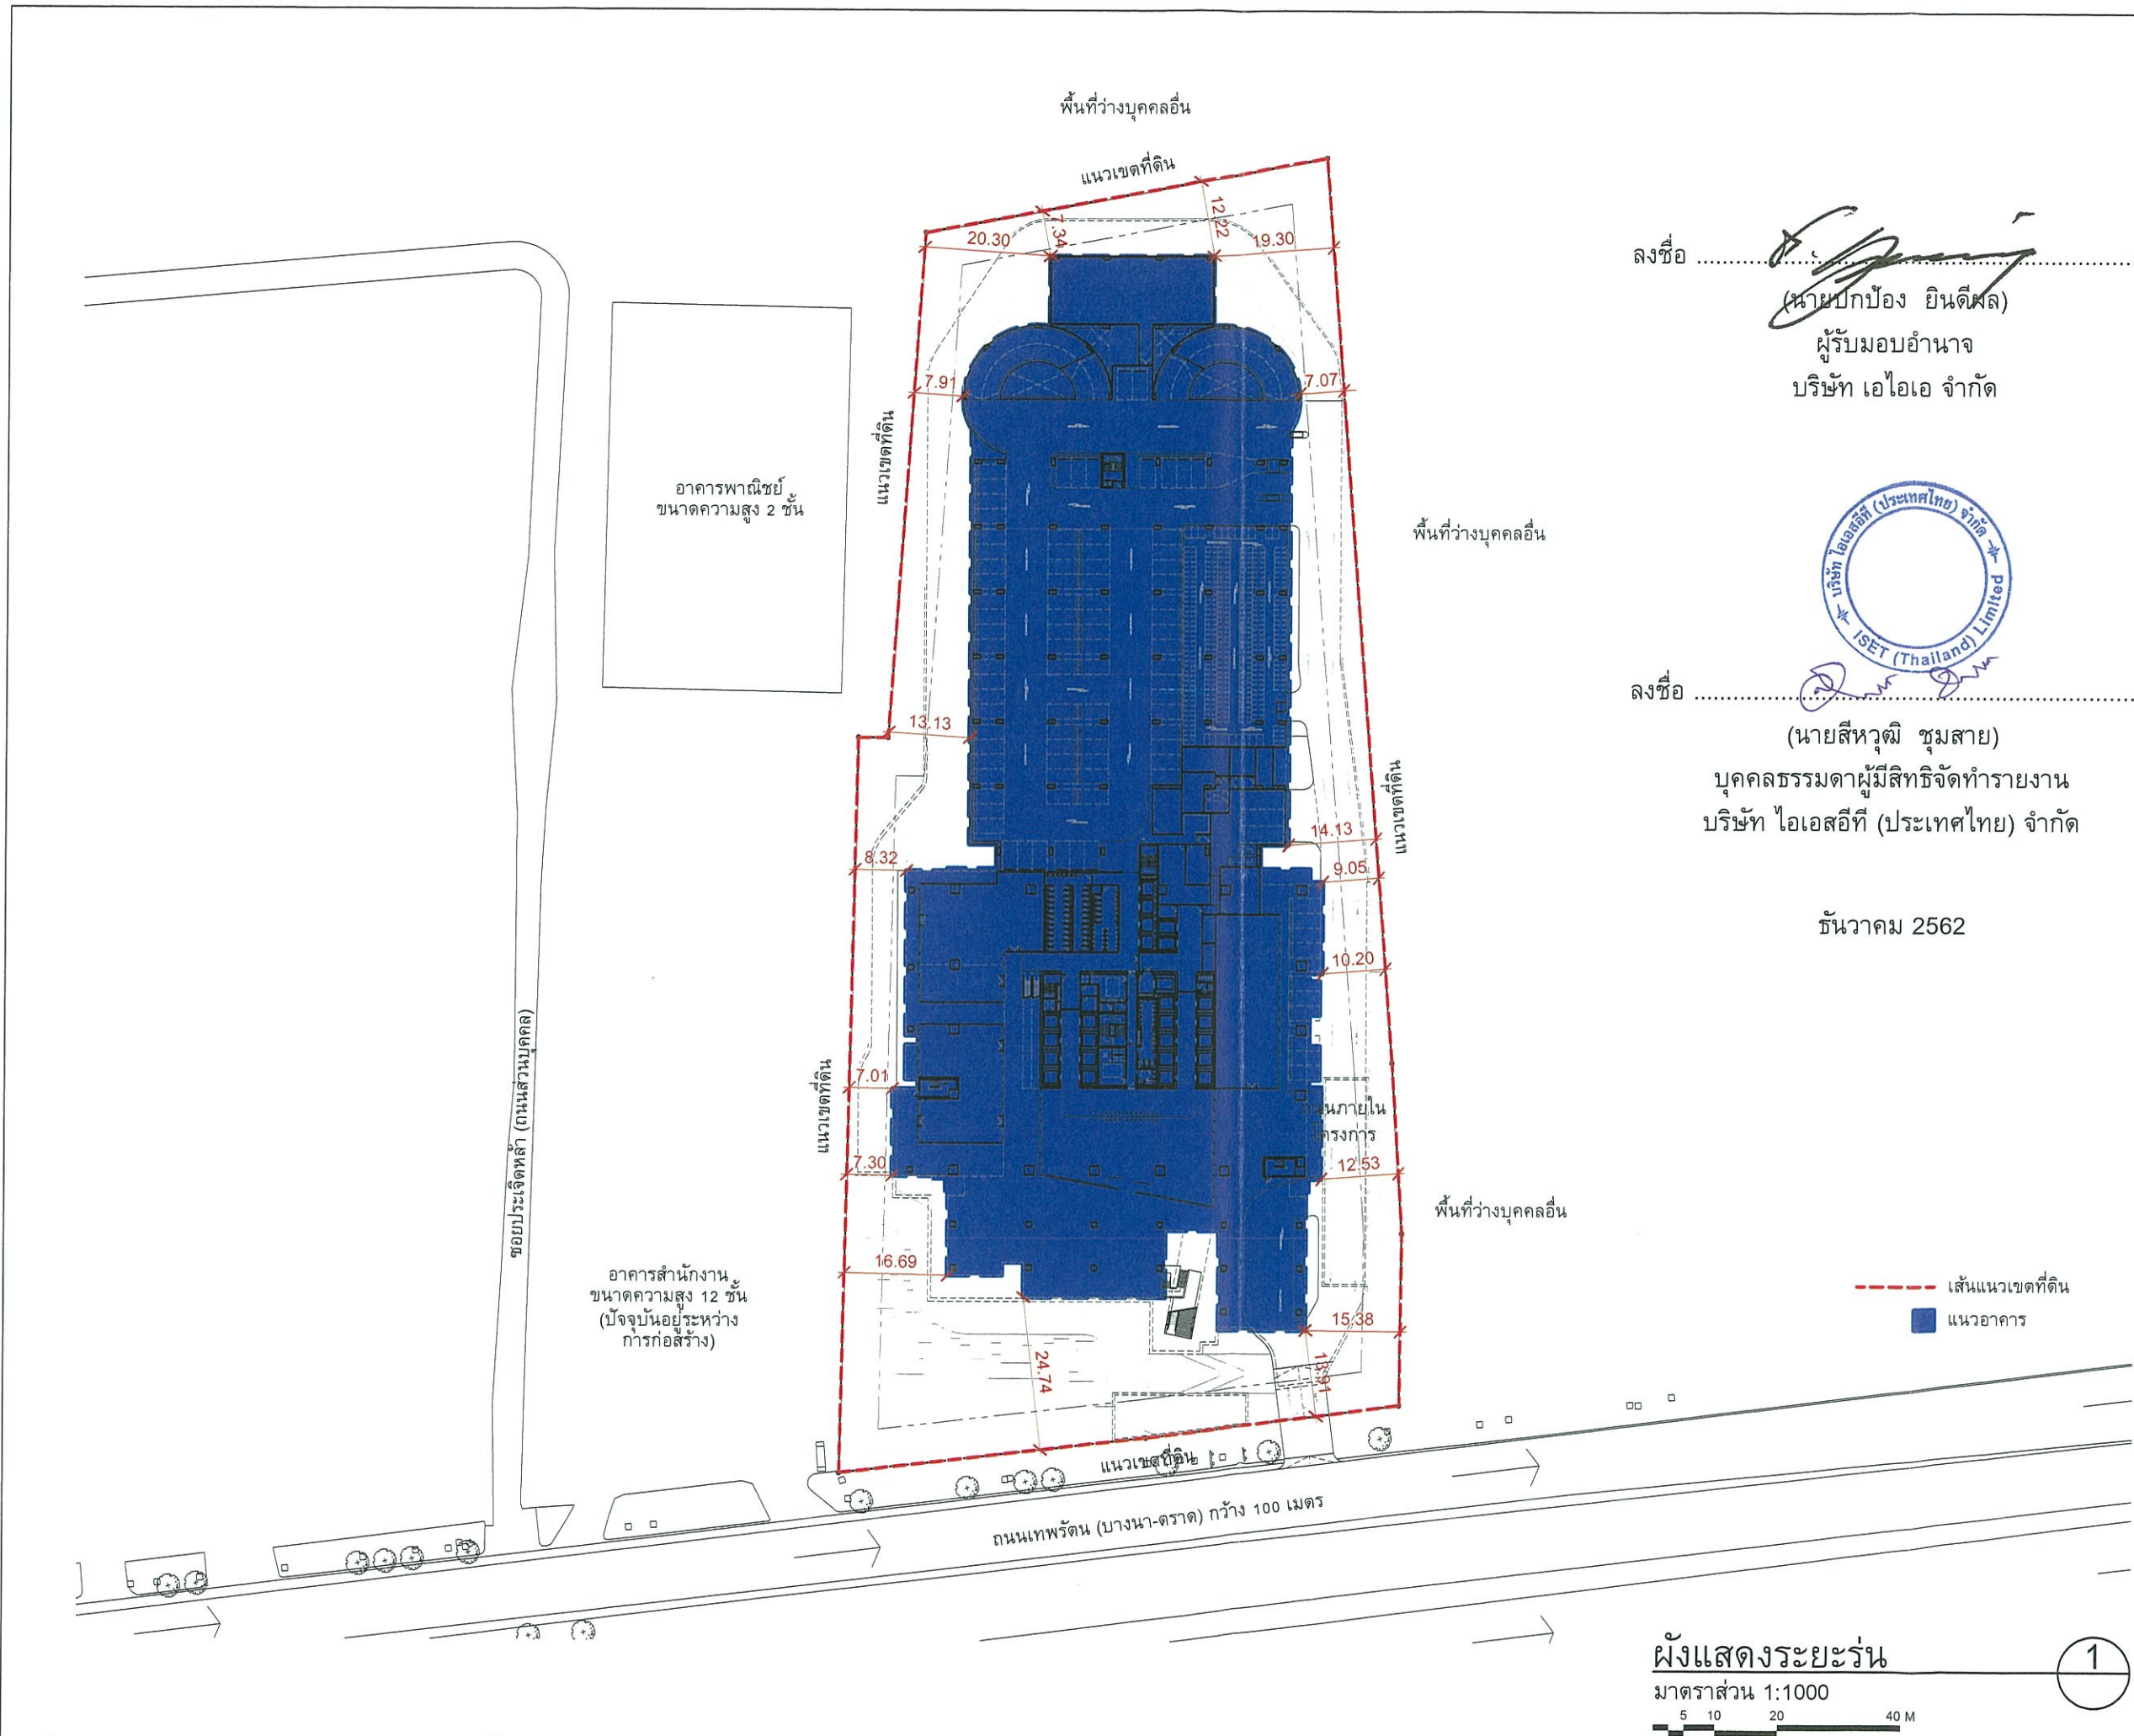 พื้นที่ว่างบุคคลอื่น
แนวเขตที่ดิน
20.30
7.34
12.22
19.30
7.91
7.07
แนวเขตที่ดิน
อาคารพาณิชย์
ขนาดความสูง 2 ชั้น
พื้นที่ว่างบุคคลอื่น
13.13
แนวเขตที่ดิน
14.13
8.32
9.05
10.20
ซอยประเจิดหล้า (ถนนส่วนบุคคล)
แนวเขตที่ดิน
7.01
ถนนภายใน
โครงการ
7.30
12.53
พื้นที่ว่างบุคคลอื่น
16.69
อาคารสำนักงาน
ขนาดความสูง 12 ชั้น
(ปัจจุบันอยู่ระหว่าง
การก่อสร้าง)
15.38
24.74
13.91
แนวเขตที่ดิน
ถนนเทพรัตน (บางนา-ตราด) กว้าง 100 เมตร
ลงชื่อ
(นายปกป้อง ยินดีผล)
ผู้รับมอบอำนาจ
บริษัท เอไอเอ จำกัด
บริษัท ไอเอสอีที (ประเทศไทย) จำกัด
ISET (Thailand) Limited
ลงชื่อ
(นายสีหวุฒิ ชุมสาย)
บุคคลธรรมดาผู้มีสิทธิจัดทำรายงาน
บริษัท ไอเอสอีที (ประเทศไทย) จำกัด
ธันวาคม 2562
เส้นแนวเขตที่ดิน
แนวอาคาร
ผังแสดงระยะร่น
1
มาตราส่วน 1:1000
5 10 20 40 M